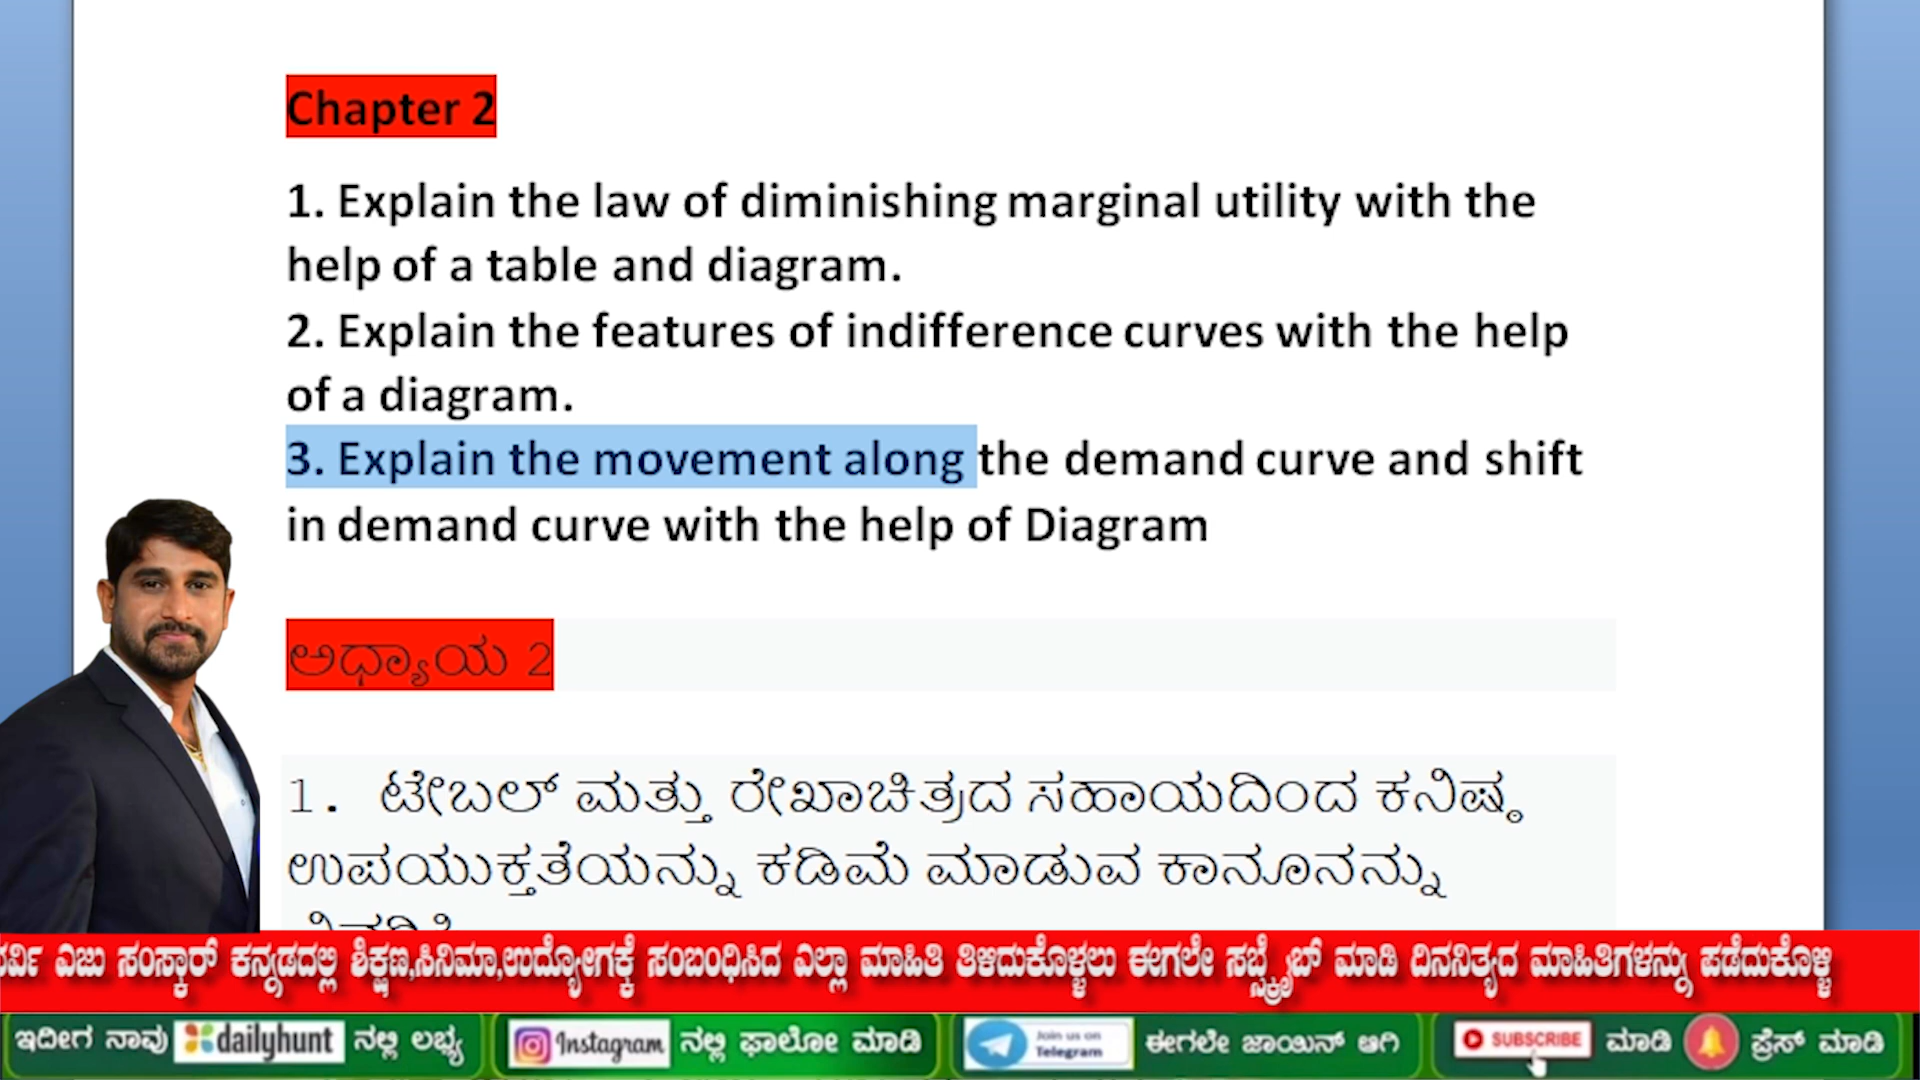 Chapter 2
1. Explain the law of diminishing marginal utility with the
help of a table and diagram.
2. Explain the features of indifference curves with the help
of a diagram.
3. Explain the movement along the demand curve and shift
in demand curve with the help of Diagram
ಅಧ್ಯಾಯ 2
1. ಟೇಬಲ್ ಮತ್ತು ರೇಖಾಚಿತ್ರದ ಸಹಾಯದಿಂದ ಕನಿಷ್ಠ
ಉಪಯುಕ್ತತೆಯನ್ನು ಕಡಿಮೆ ಮಾಡುವ ಕಾನೂನನ್ನು
ಎಜು ಸಂಸ್ಕಾರ್ ಕನ್ನಡದಲ್ಲಿ ಶಿಕ್ಷಣ,ಸಿನಿಮಾ,ಉದ್ಯೋಗಕ್ಕೆ ಸಂಬಂಧಿಸಿದ ಎಲ್ಲಾ ಮಾಹಿತಿ ತಿಳಿದುಕೊಳ್ಳಲು ಈಗಲೇ ಸಬ್ಸ್ಕ್ರೈಬ್ ಮಾಡಿ ದಿನನಿತ್ಯದ ಮಾಹಿತಿಗಳನ್ನು ಪಡೆದುಕೊಳ್ಳಿ
ಇದೀಗ ನಾವು dailyhunt ನಲ್ಲಿ ಲಭ್ಯ Instagram ನಲ್ಲಿ ಫಾಲೋ ಮಾಡಿ Join us on Telegram ಈಗಲೇ ಜಾಯಿನ್ ಆಗಿ SUBSCRIBE ಮಾಡಿ ಪ್ರೆಸ್ ಮಾಡಿ